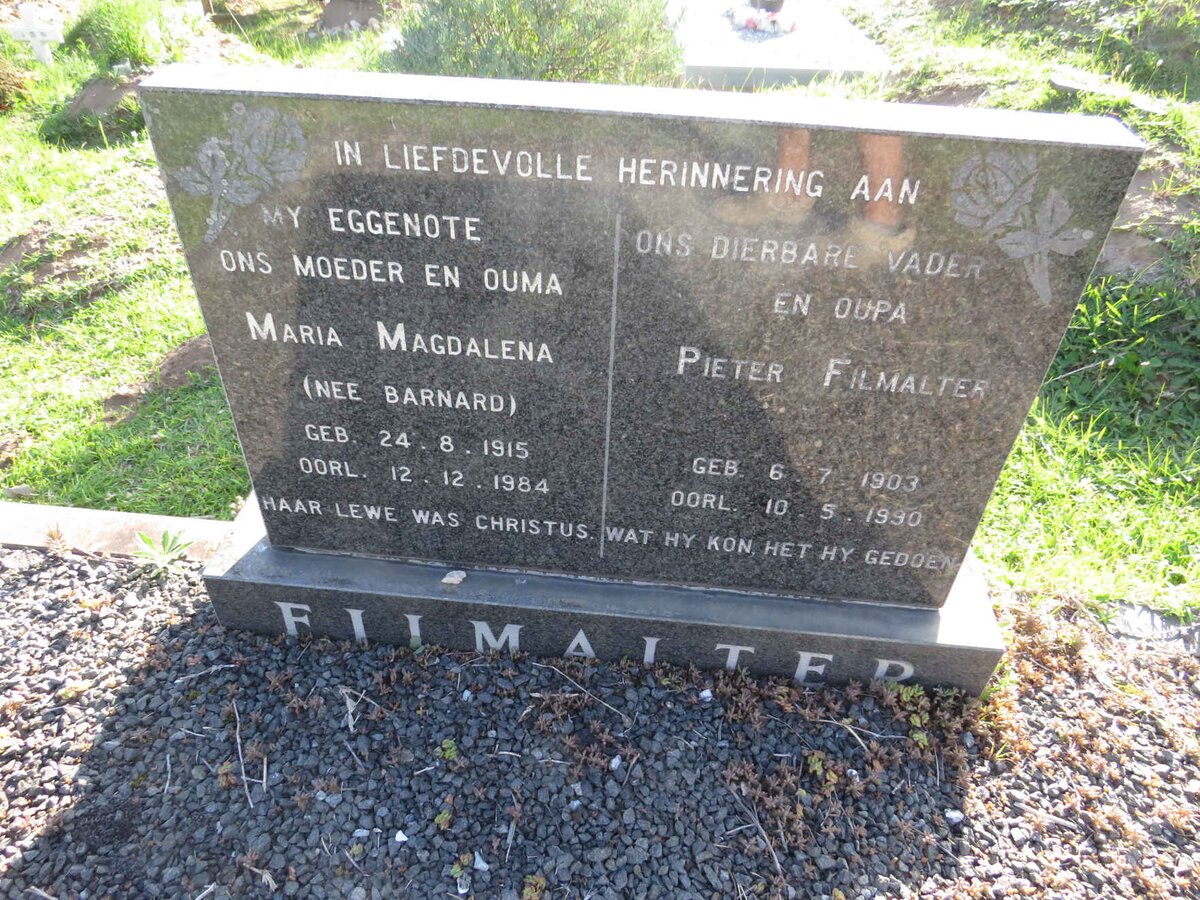 IN LIEFDEVOLLE HERINNERING AAN
MY EGGENOTE
ONS MOEDER EN OUMA
MARIA MAGDALENA
(NEE BARNARD)
GEB. 24.8.1915
OORL. 12.12.1984
HAAR LEWE WAS CHRISTUS.
ONS DIERBARE VADER
EN OUPA
PIETER FILMALTER
GEB. 6.7.1903
OORL. 10.5.1990
WAT HY KON, HET HY GEDOEN
FILMALTER